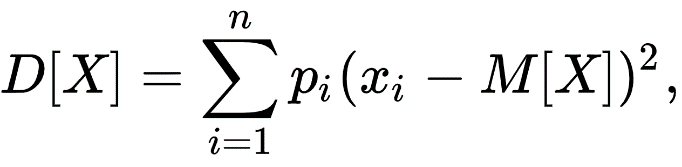 D[X] = \sum_{i=1}^{n} p_i(x_i - M[X])^2,